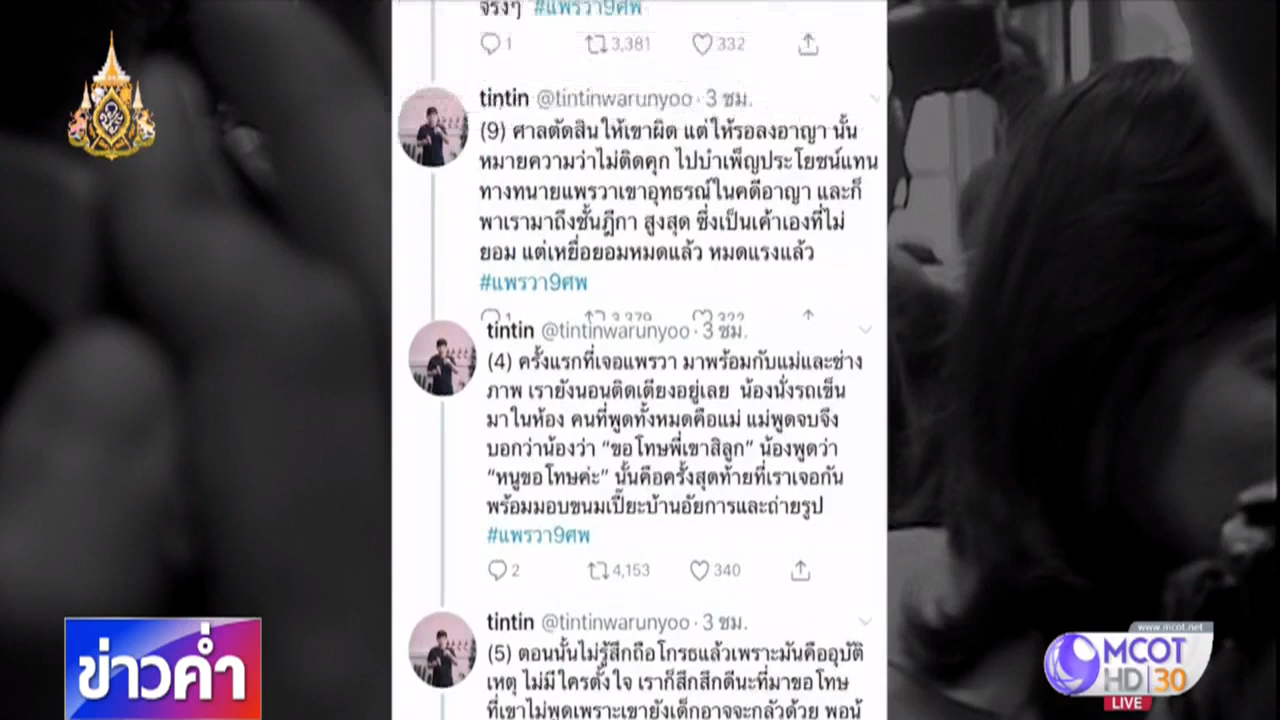 จริงๆ #แพรวา9ศพ
1 3,381 332
tintin @tintinwarunyoo · 3 ชม.
(9) ศาลตัดสินให้เขาผิด แต่ให้รอลงอาญา นั้น
หมายความว่าไม่ติดคุก ไปบำเพ็ญประโยชน์แทน
ทางทนายแพรวาเขาอุทธรณ์ในคดีอาญา และก็
พาเรามาถึงชั้นฎีกา สูงสุด ซึ่งเป็นเค้าเองที่ไม่
ยอม แต่เหยื่อยอมหมดแล้ว หมดแรงแล้ว
#แพรวา9ศพ
1 3,379 332
tintin @tintinwarunyoo · 3 ชม.
(4) ครั้งแรกที่เจอแพรวา มาพร้อมกับแม่และช่าง
ภาพ เรายังนอนติดเตียงอยู่เลย น้องนั่งรถเข็น
มาในห้อง คนที่พูดทั้งหมดคือแม่ แม่พูดจบจึง
บอกว่าน้องว่า “ขอโทษพี่เขาสิลูก” น้องพูดว่า
“หนูขอโทษค่ะ” นั้นคือครั้งสุดท้ายที่เราเจอกัน
พร้อมมอบขนมเปี๊ยะบ้านอัยการและถ่ายรูป
#แพรวา9ศพ
2 4,153 340
tintin @tintinwarunyoo · 3 ชม.
(5) ตอนนั้นไม่รู้สึกถือโกรธแล้วเพราะมันคืออุบัติ
เหตุ ไม่มีใครตั้งใจ เราก็สึกสึกดีนะที่มาขอโทษ
ที่เขาไม่พูดเพราะเขายังเด็กอาจจะกลัวด้วย พอน้
ข่าวค่ำ
www.mcot.net
MCOT
HD 30
LIVE